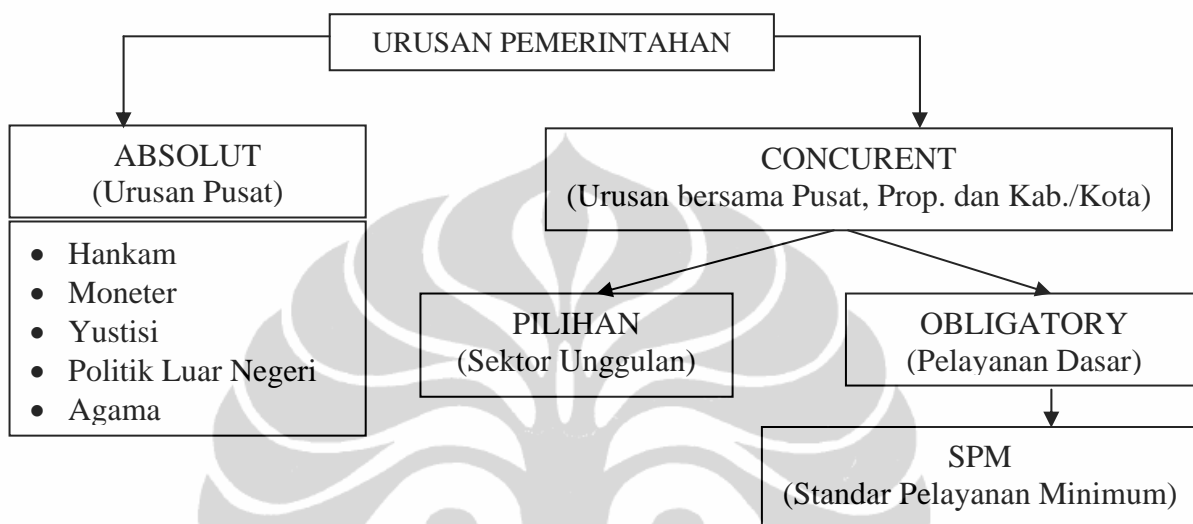 URUSAN PEMERINTAHAN
ABSOLUT
(Urusan Pusat)
• Hankam
• Moneter
• Yustisi
• Politik Luar Negeri
• Agama
CONCURENT
(Urusan bersama Pusat, Prop. dan Kab./Kota)
PILIHAN
(Sektor Unggulan)
OBLIGATORY
(Pelayanan Dasar)
SPM
(Standar Pelayanan Minimum)